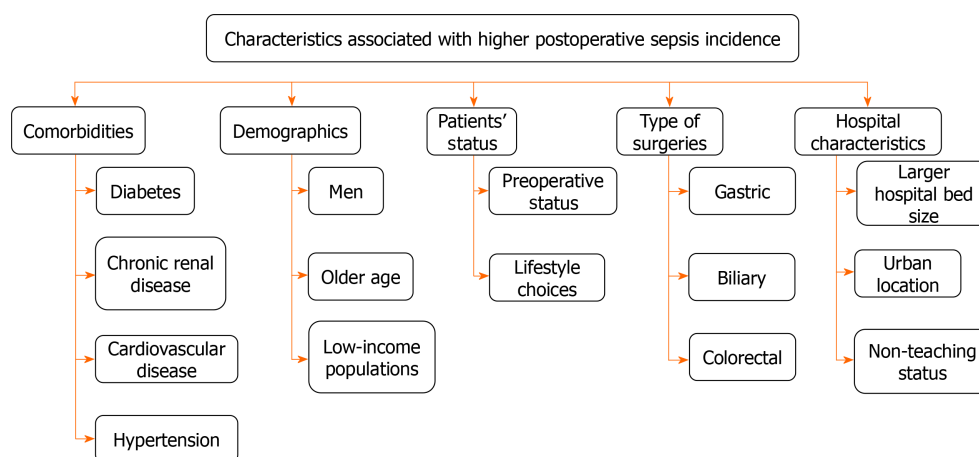 Characteristics associated with higher postoperative sepsis incidence
Comorbidities
Diabetes
Chronic renal
disease
Cardiovascular
disease
Hypertension
Demographics
Men
Older age
Low-income
populations
Patients’
status
Preoperative
status
Lifestyle
choices
Type of
surgeries
Gastric
Biliary
Colorectal
Hospital
characteristics
Larger
hospital bed
size
Urban
location
Non-teaching
status